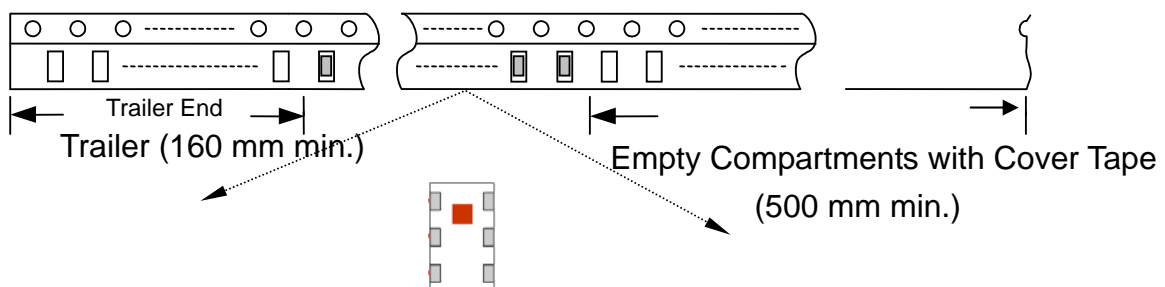 Trailer End
Trailer (160 mm min.)
Empty Compartments with Cover Tape
(500 mm min.)